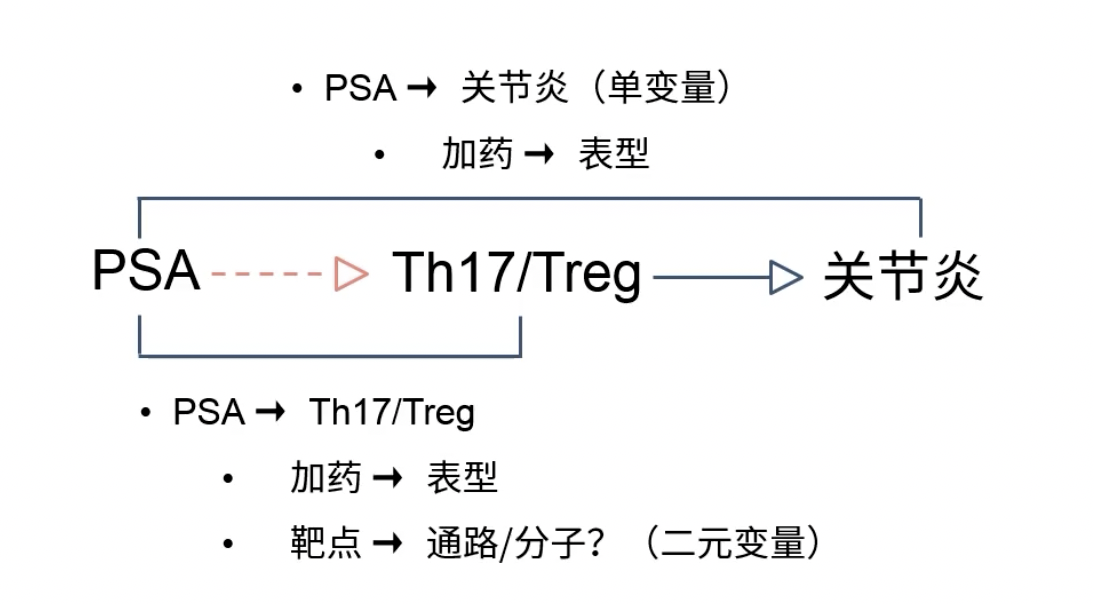 • PSA → 关节炎（单变量）
• 加药 → 表型
PSA Th17/Treg 关节炎
• PSA → Th17/Treg
• 加药 → 表型
• 靶点 → 通路/分子？（二元变量）